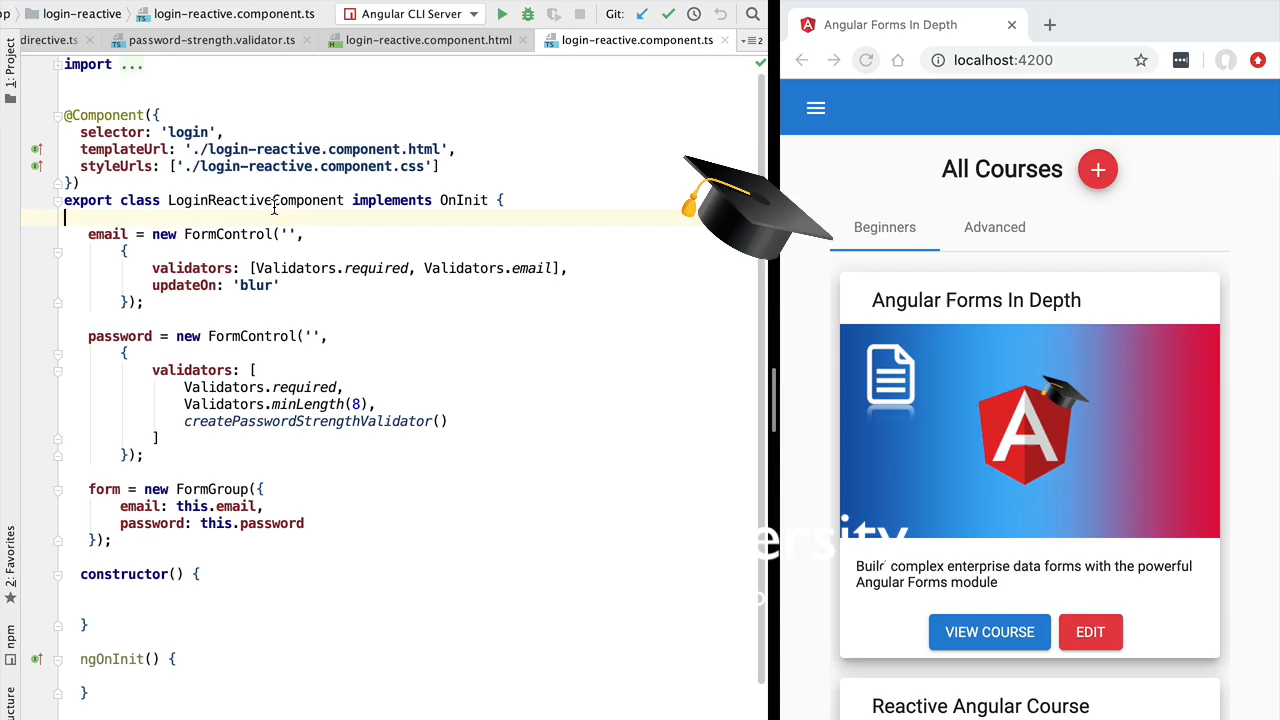 login-reactive
login-reactive.component.ts
Angular CLI Server
Git:
directive.ts
password-strength.validator.ts
login-reactive.component.html
login-reactive.component.ts
1: Project
2: Favorites
npm
import ...
@Component({
selector: 'login',
templateUrl: './login-reactive.component.html',
styleUrls: ['./login-reactive.component.css']
})
export class LoginReactiveComponent implements OnInit {
email = new FormControl('',
{
validators: [Validators.required, Validators.email],
updateOn: 'blur'
});
password = new FormControl('',
{
validators: [
Validators.required,
Validators.minLength(8),
createPasswordStrengthValidator()
]
});
form = new FormGroup({
email: this.email,
password: this.password
});
constructor() {
}
ngOnInit() {
}
Angular Forms In Depth
localhost:4200
All Courses
Beginners
Advanced
Angular Forms In Depth
complex enterprise data forms with the powerful
Angular Forms module
VIEW COURSE
EDIT
Reactive Angular Course